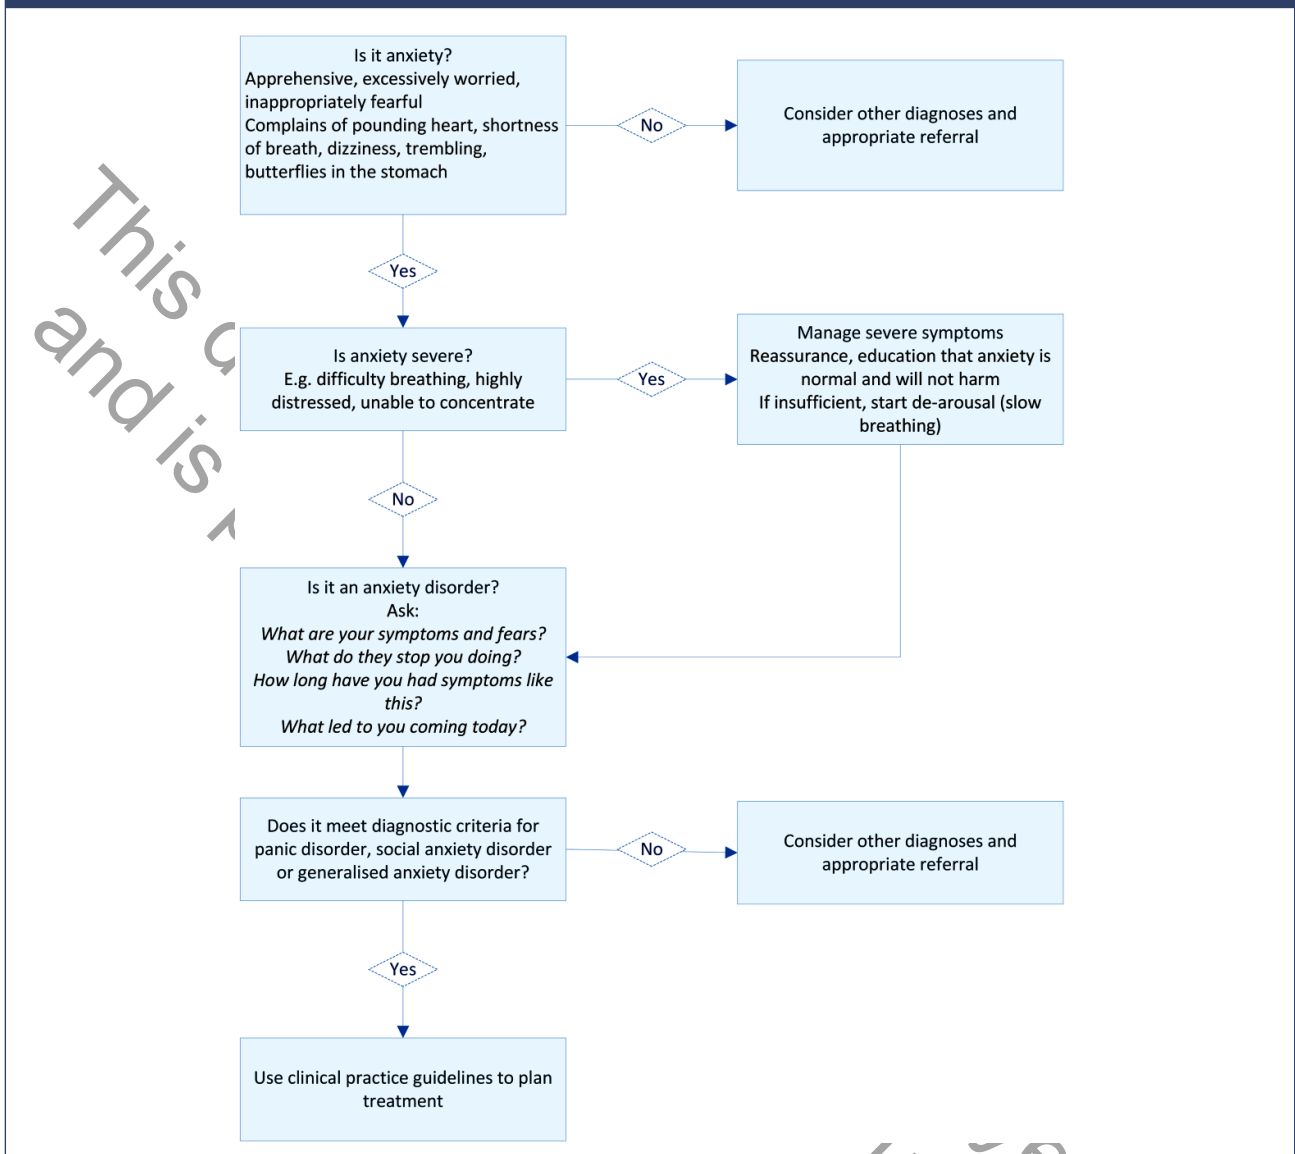 Is it anxiety?
Apprehensive, excessively worried,
inappropriately fearful
Complains of pounding heart, shortness
of breath, dizziness, trembling,
butterflies in the stomach
No
Consider other diagnoses and
appropriate referral
This
and is
Yes
Is anxiety severe?
E.g. difficulty breathing, highly
distressed, unable to concentrate
Yes
Manage severe symptoms
Reassurance, education that anxiety is
normal and will not harm
If insufficient, start de-arousal (slow
breathing)
No
Is it an anxiety disorder?
Ask:
What are your symptoms and fears?
What do they stop you doing?
How long have you had symptoms like
this?
What led to you coming today?
Does it meet diagnostic criteria for
panic disorder, social anxiety disorder
or generalised anxiety disorder?
No
Consider other diagnoses and
appropriate referral
Yes
Use clinical practice guidelines to plan
treatment